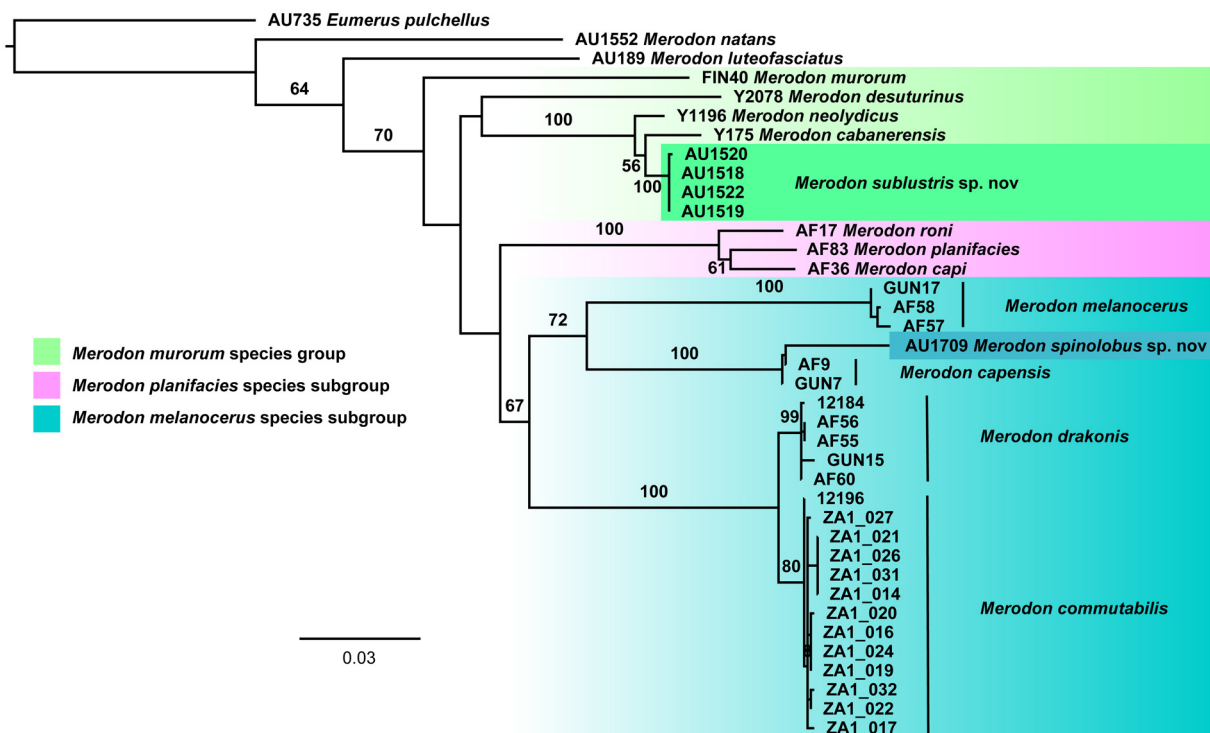 AU735 Eumerus pulchellus
AU1552 Merodon natans
AU189 Merodon luteofasciatus
64
FIN40 Merodon murorum
Y2078 Merodon desuturinus
70
100
Y1196 Merodon neolydicus
Y175 Merodon cabanerensis
56
AU1520
AU1518
100
AU1522
AU1519
Merodon sublustris sp. nov
100
AF17 Merodon roni
AF83 Merodon planifacies
61
AF36 Merodon capi
100
GUN17
AF58
AF57
Merodon melanocerus
72
100
AU1709 Merodon spinolobus sp. nov
AF9
GUN7
Merodon capensis
Merodon murorum species group
Merodon planifacies species subgroup
Merodon melanocerus species subgroup
67
99
12184
AF56
AF55
GUN15
AF60
Merodon drakonis
100
12196
ZA1_027
ZA1_021
ZA1_026
80
ZA1_031
ZA1_014
ZA1_020
ZA1_016
ZA1_024
ZA1_019
ZA1_032
ZA1_022
ZA1_017
Merodon commutabilis
0.03